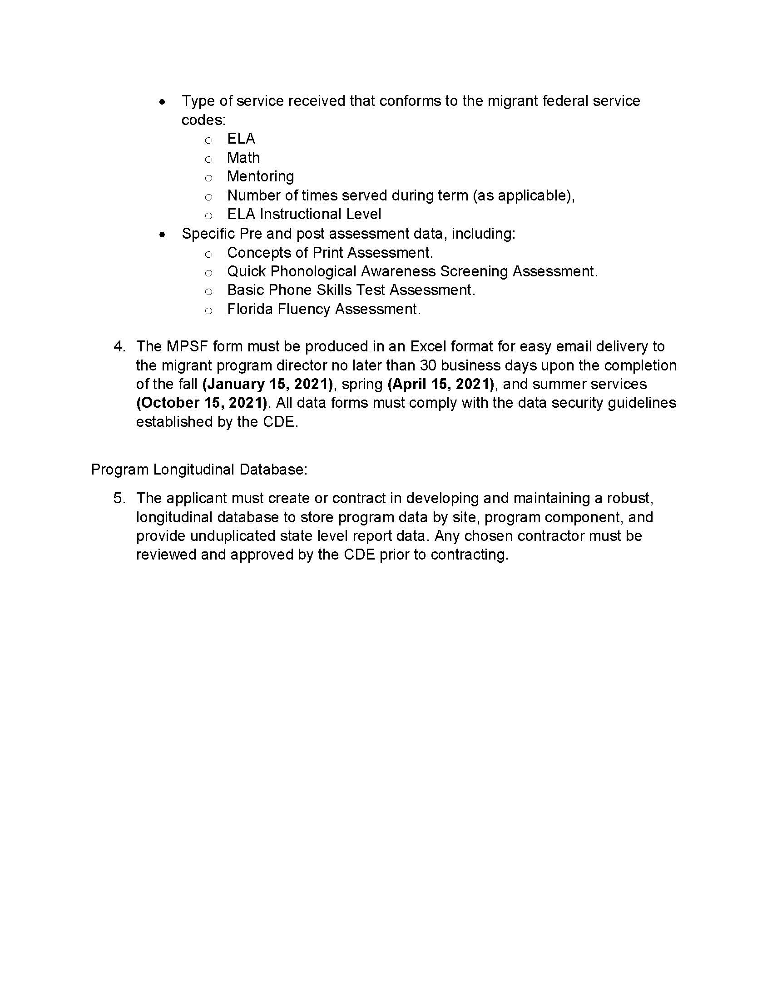 • Type of service received that conforms to the migrant federal service
codes:
o ELA
o Math
o Mentoring
o Number of times served during term (as applicable),
o ELA Instructional Level
• Specific Pre and post assessment data, including:
o Concepts of Print Assessment.
o Quick Phonological Awareness Screening Assessment.
o Basic Phone Skills Test Assessment.
o Florida Fluency Assessment.
4. The MPSF form must be produced in an Excel format for easy email delivery to
the migrant program director no later than 30 business days upon the completion
of the fall (January 15, 2021), spring (April 15, 2021), and summer services
(October 15, 2021). All data forms must comply with the data security guidelines
established by the CDE.
Program Longitudinal Database:
5. The applicant must create or contract in developing and maintaining a robust,
longitudinal database to store program data by site, program component, and
provide unduplicated state level report data. Any chosen contractor must be
reviewed and approved by the CDE prior to contracting.